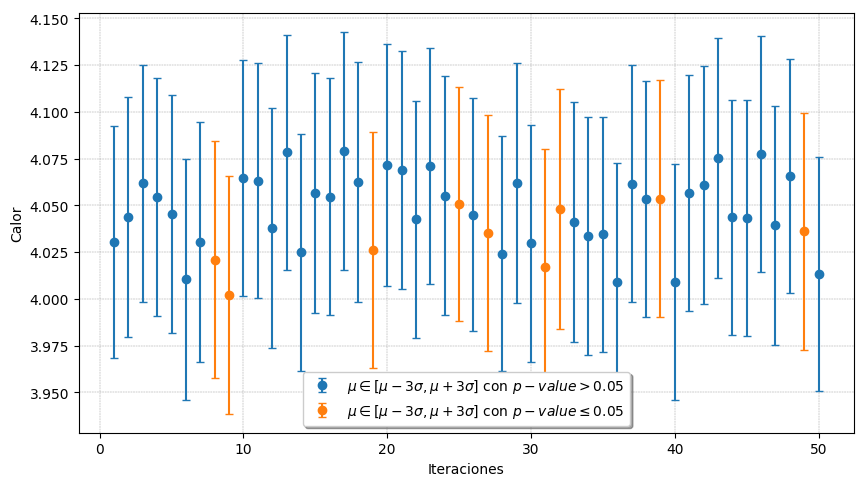 4.150
4.125
4.100
4.075
4.050
4.025
4.000
3.975
3.950
Calor
μ ∈ [μ − 3σ, μ + 3σ] con p − value > 0.05
μ ∈ [μ − 3σ, μ + 3σ] con p − value ≤ 0.05
0 10 20 30 40 50
Iteraciones